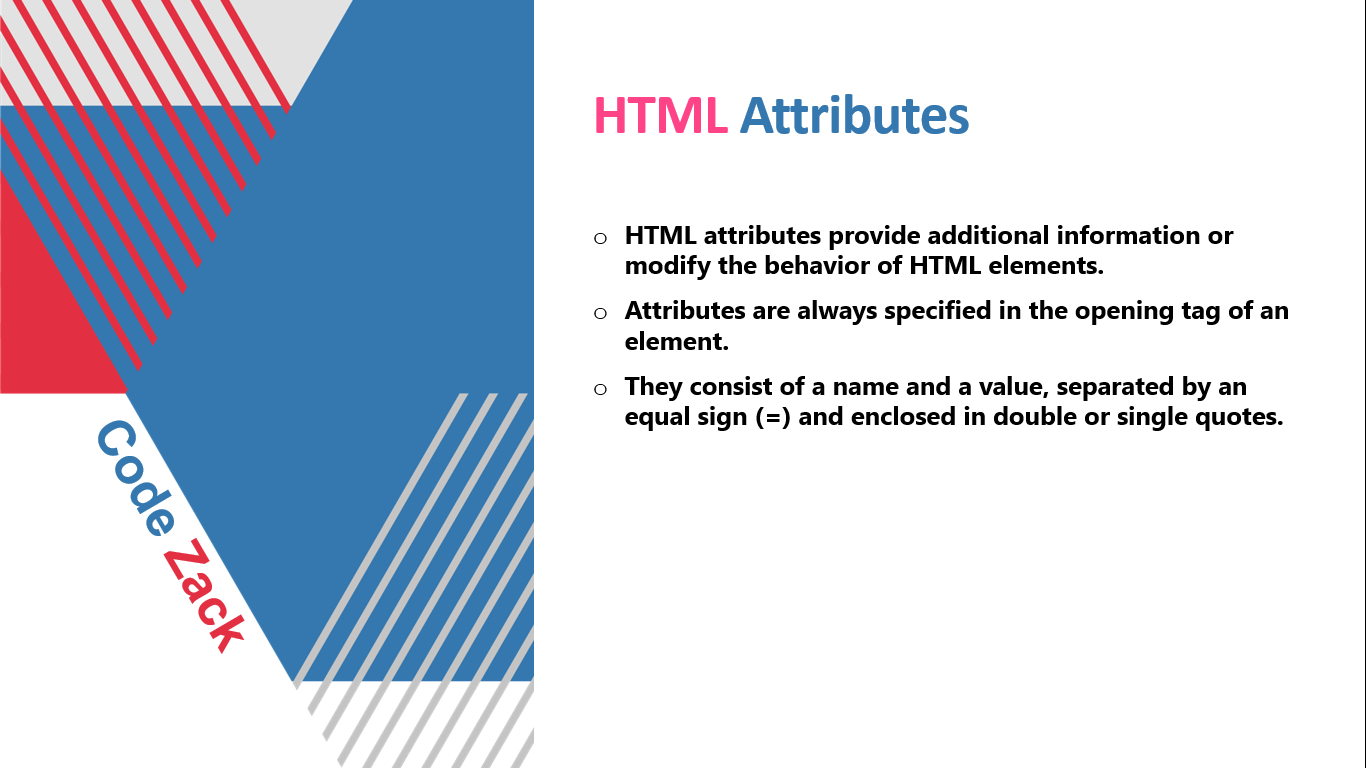 HTML Attributes
○ HTML attributes provide additional information or
modify the behavior of HTML elements.
○ Attributes are always specified in the opening tag of an
element.
○ They consist of a name and a value, separated by an
equal sign (=) and enclosed in double or single quotes.
Code Zack